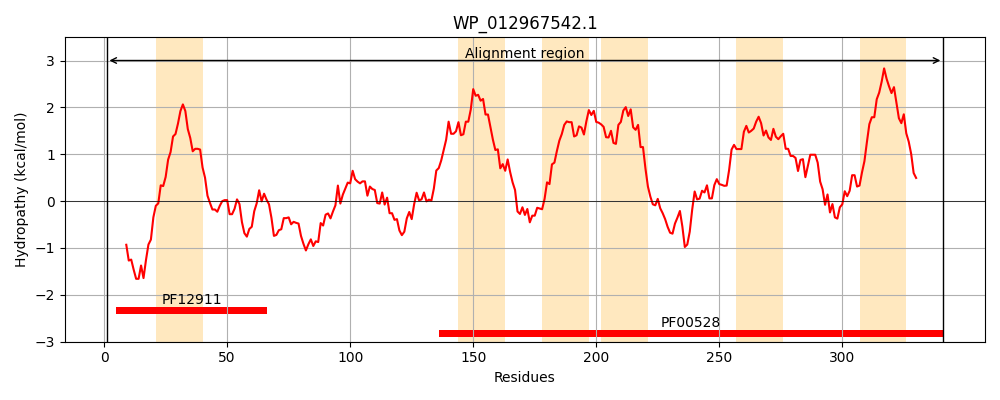 WP_012967542.1
Alignment region
Hydropathy (kcal/mol)
3
2
1
0
−1
−2
−3
PF12911
PF00528
0 50 100 150 200 250 300
Residues